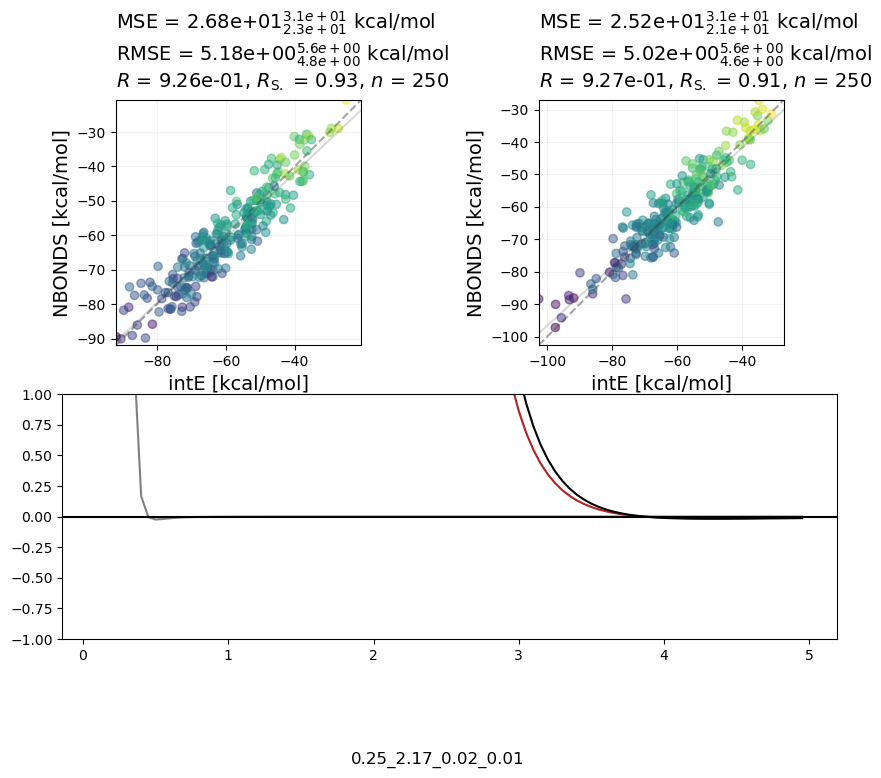 MSE = 2.68e+01$^{3.1e+01}_{2.3e+01}$ kcal/mol
RMSE = 5.18e+00$^{5.6e+00}_{4.8e+00}$ kcal/mol
R = 9.26e-01, R_S. = 0.93, n = 250
−30
−40
−50
−60
−70
−80
−90
NBONDS [kcal/mol]
−80 −60 −40
intE [kcal/mol]
MSE = 2.52e+01$^{3.1e+01}_{2.1e+01}$ kcal/mol
RMSE = 5.02e+00$^{5.6e+00}_{4.6e+00}$ kcal/mol
R = 9.27e-01, R_S. = 0.91, n = 250
−30
−40
−50
−60
−70
−80
−90
−100
NBONDS [kcal/mol]
−100 −80 −60 −40
intE [kcal/mol]
1.00
0.75
0.50
0.25
0.00
−0.25
−0.50
−0.75
−1.00
0 1 2 3 4 5
0.25_2.17_0.02_0.01